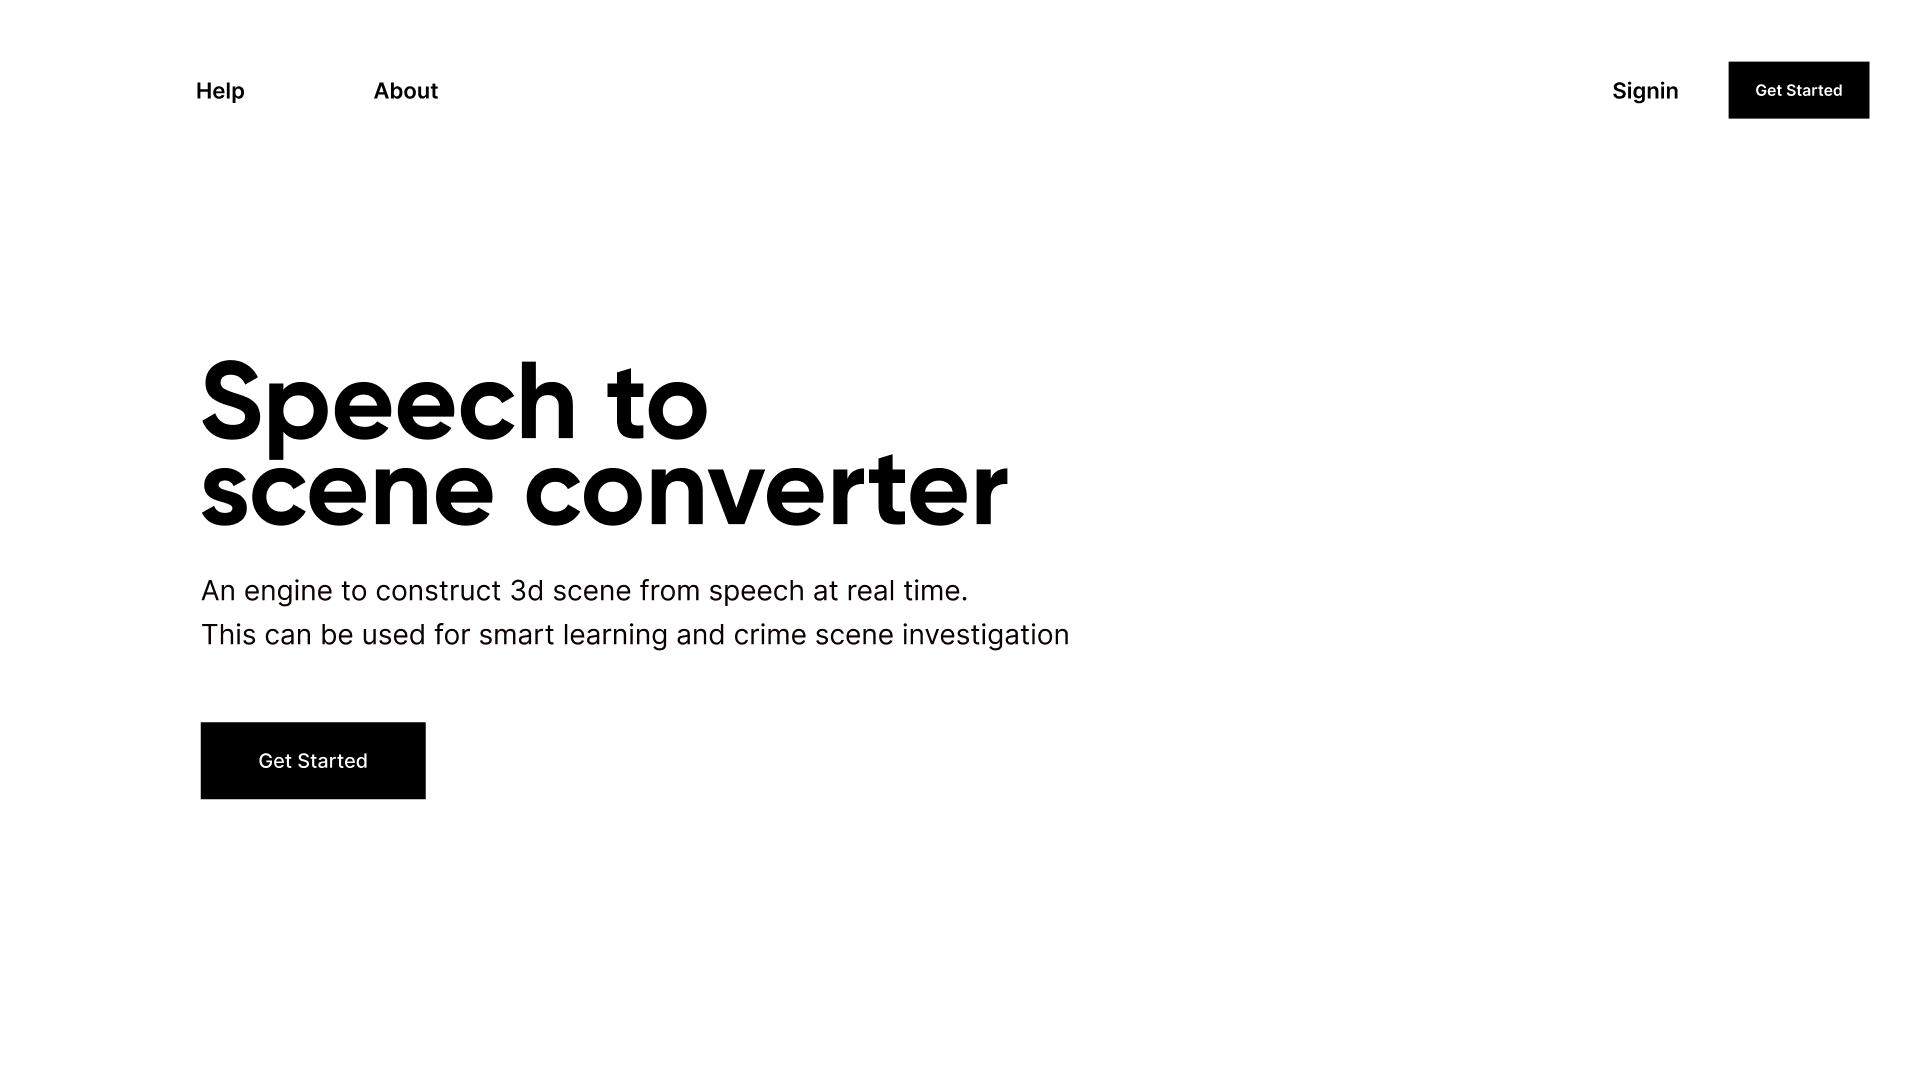 Help About Signin Get Started
Speech to
scene converter
An engine to construct 3d scene from speech at real time.
This can be used for smart learning and crime scene investigation
Get Started